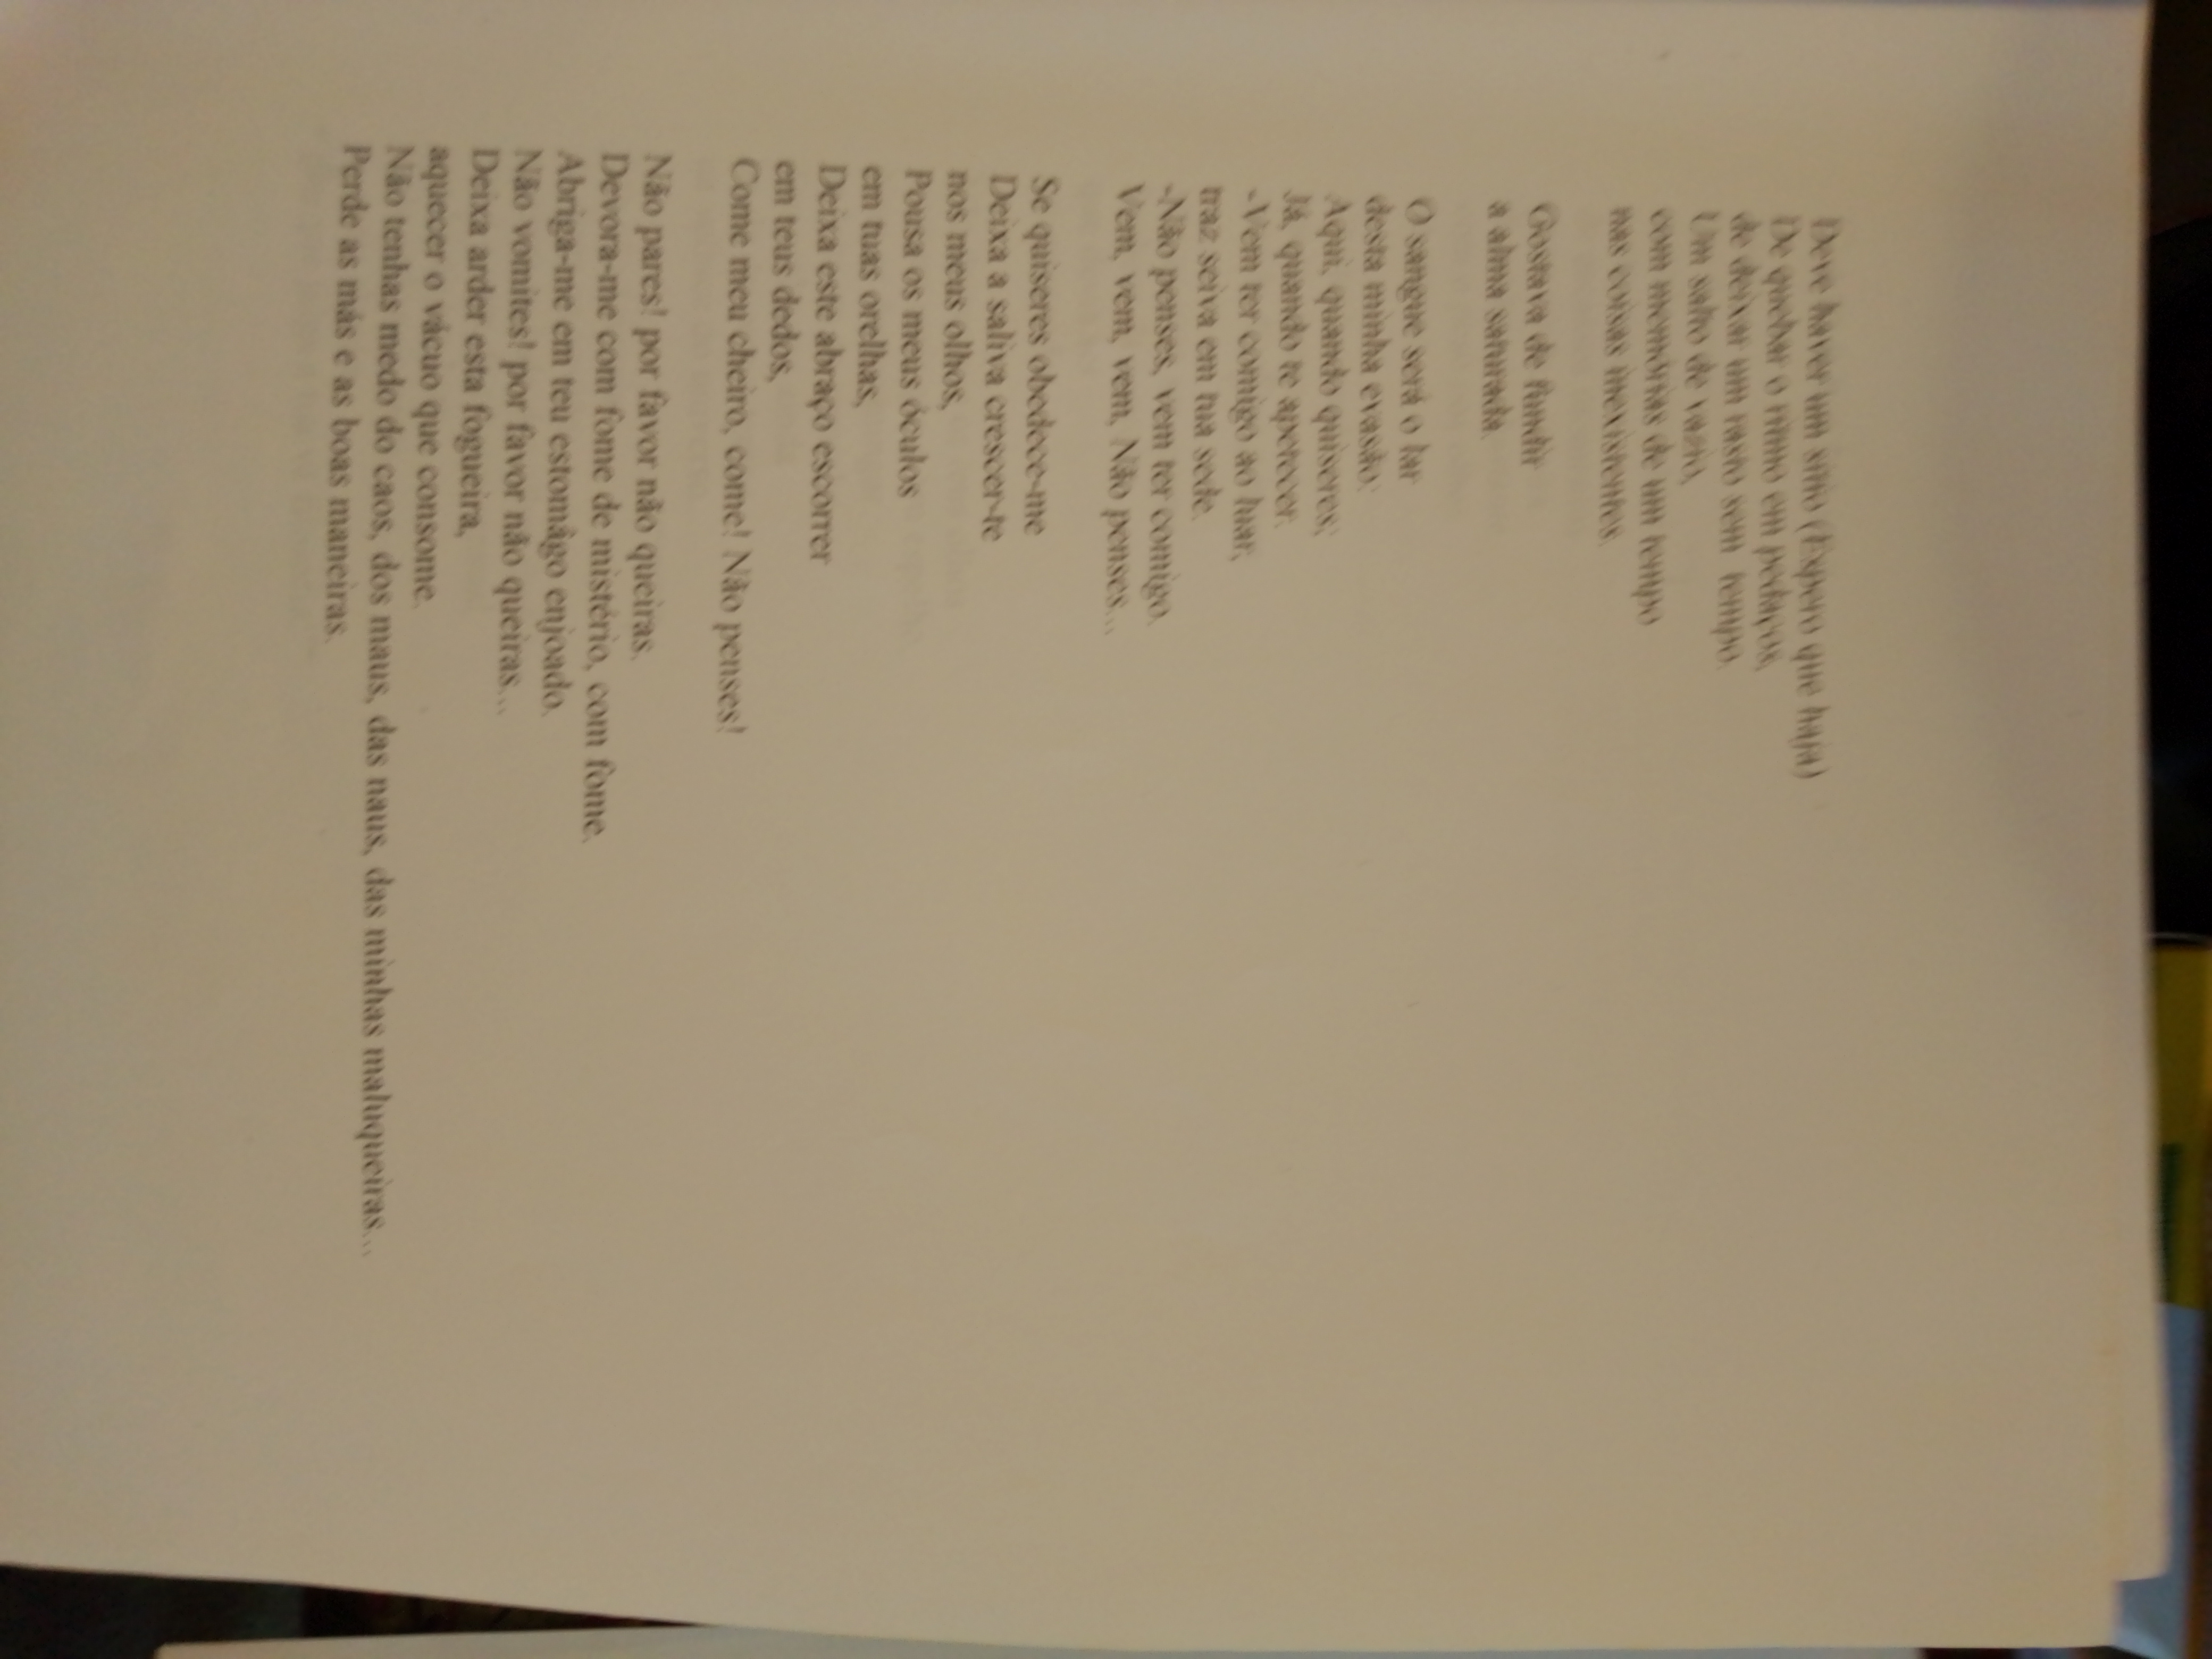 Deve haver um sítio (Espero que haja)
De quebrar o ritmo em pedaços,
de deixar um rasto sem tempo.
Um salto de vazio,
com memórias de um tempo
nas coisas inexistentes.
Gostava de fundir
a alma saturada.
O sangue será o lar
desta minha evasão.
Aqui, quando quiseres;
Já, quando te apetecer.
-Vem ter comigo ao luar,
traz seiva em tua sede.
-Não penses, vem ter comigo.
Vem, vem, vem, vem, Não penses...
Se quiseres obedece-me
Deixa a saliva crescer-te
nos meus olhos,
Pousa os meus óculos
em tuas orelhas,
Deixa este abraço escorrer
em teus dedos,
Come meu cheiro, come! Não penses!
Não pares! por favor não queiras.
Devora-me com fome de mistério, com fome.
Abriga-me em teu estomâgo enjoado.
Não vomites! por favor não queiras...
Deixa arder esta fogueira,
aquecer o vácuo que consome.
Não tenhas medo do caos, dos maus, das naus, das minhas maluqueiras...
Perde as más e as boas maneiras.